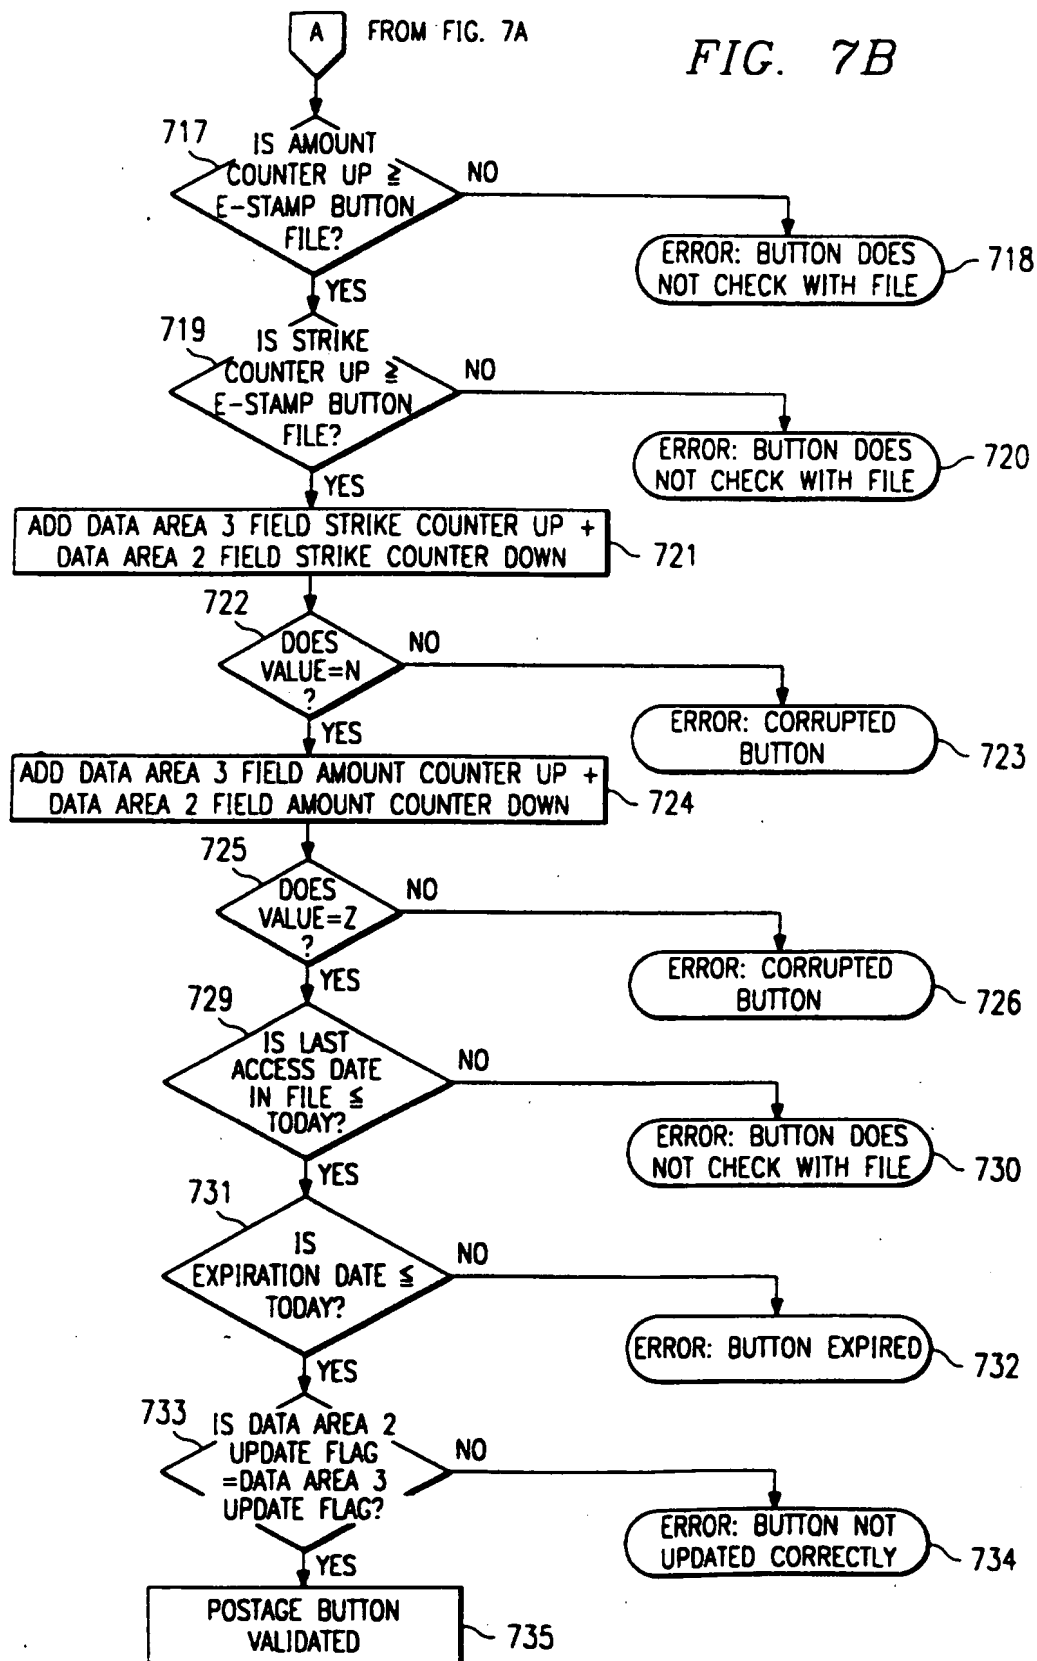 A FROM FIG. 7A
FIG. 7B
717
IS AMOUNT
COUNTER UP ≧
E-STAMP BUTTON
FILE?
NO
ERROR: BUTTON DOES
NOT CHECK WITH FILE
718
YES
719
IS STRIKE
COUNTER UP ≧
E-STAMP BUTTON
FILE?
NO
ERROR: BUTTON DOES
NOT CHECK WITH FILE
720
YES
ADD DATA AREA 3 FIELD STRIKE COUNTER UP +
DATA AREA 2 FIELD STRIKE COUNTER DOWN
721
722
DOES
VALUE=N
?
NO
ERROR: CORRUPTED
BUTTON
723
YES
ADD DATA AREA 3 FIELD AMOUNT COUNTER UP +
DATA AREA 2 FIELD AMOUNT COUNTER DOWN
724
725
DOES
VALUE=Z
?
NO
ERROR: CORRUPTED
BUTTON
726
YES
729
IS LAST
ACCESS DATE
IN FILE ≦
TODAY?
NO
ERROR: BUTTON DOES
NOT CHECK WITH FILE
730
YES
731
IS
EXPIRATION DATE ≦
TODAY?
NO
ERROR: BUTTON EXPIRED
732
YES
733
IS DATA AREA 2
UPDATE FLAG
=DATA AREA 3
UPDATE FLAG?
NO
ERROR: BUTTON NOT
UPDATED CORRECTLY
734
YES
POSTAGE BUTTON
VALIDATED
735